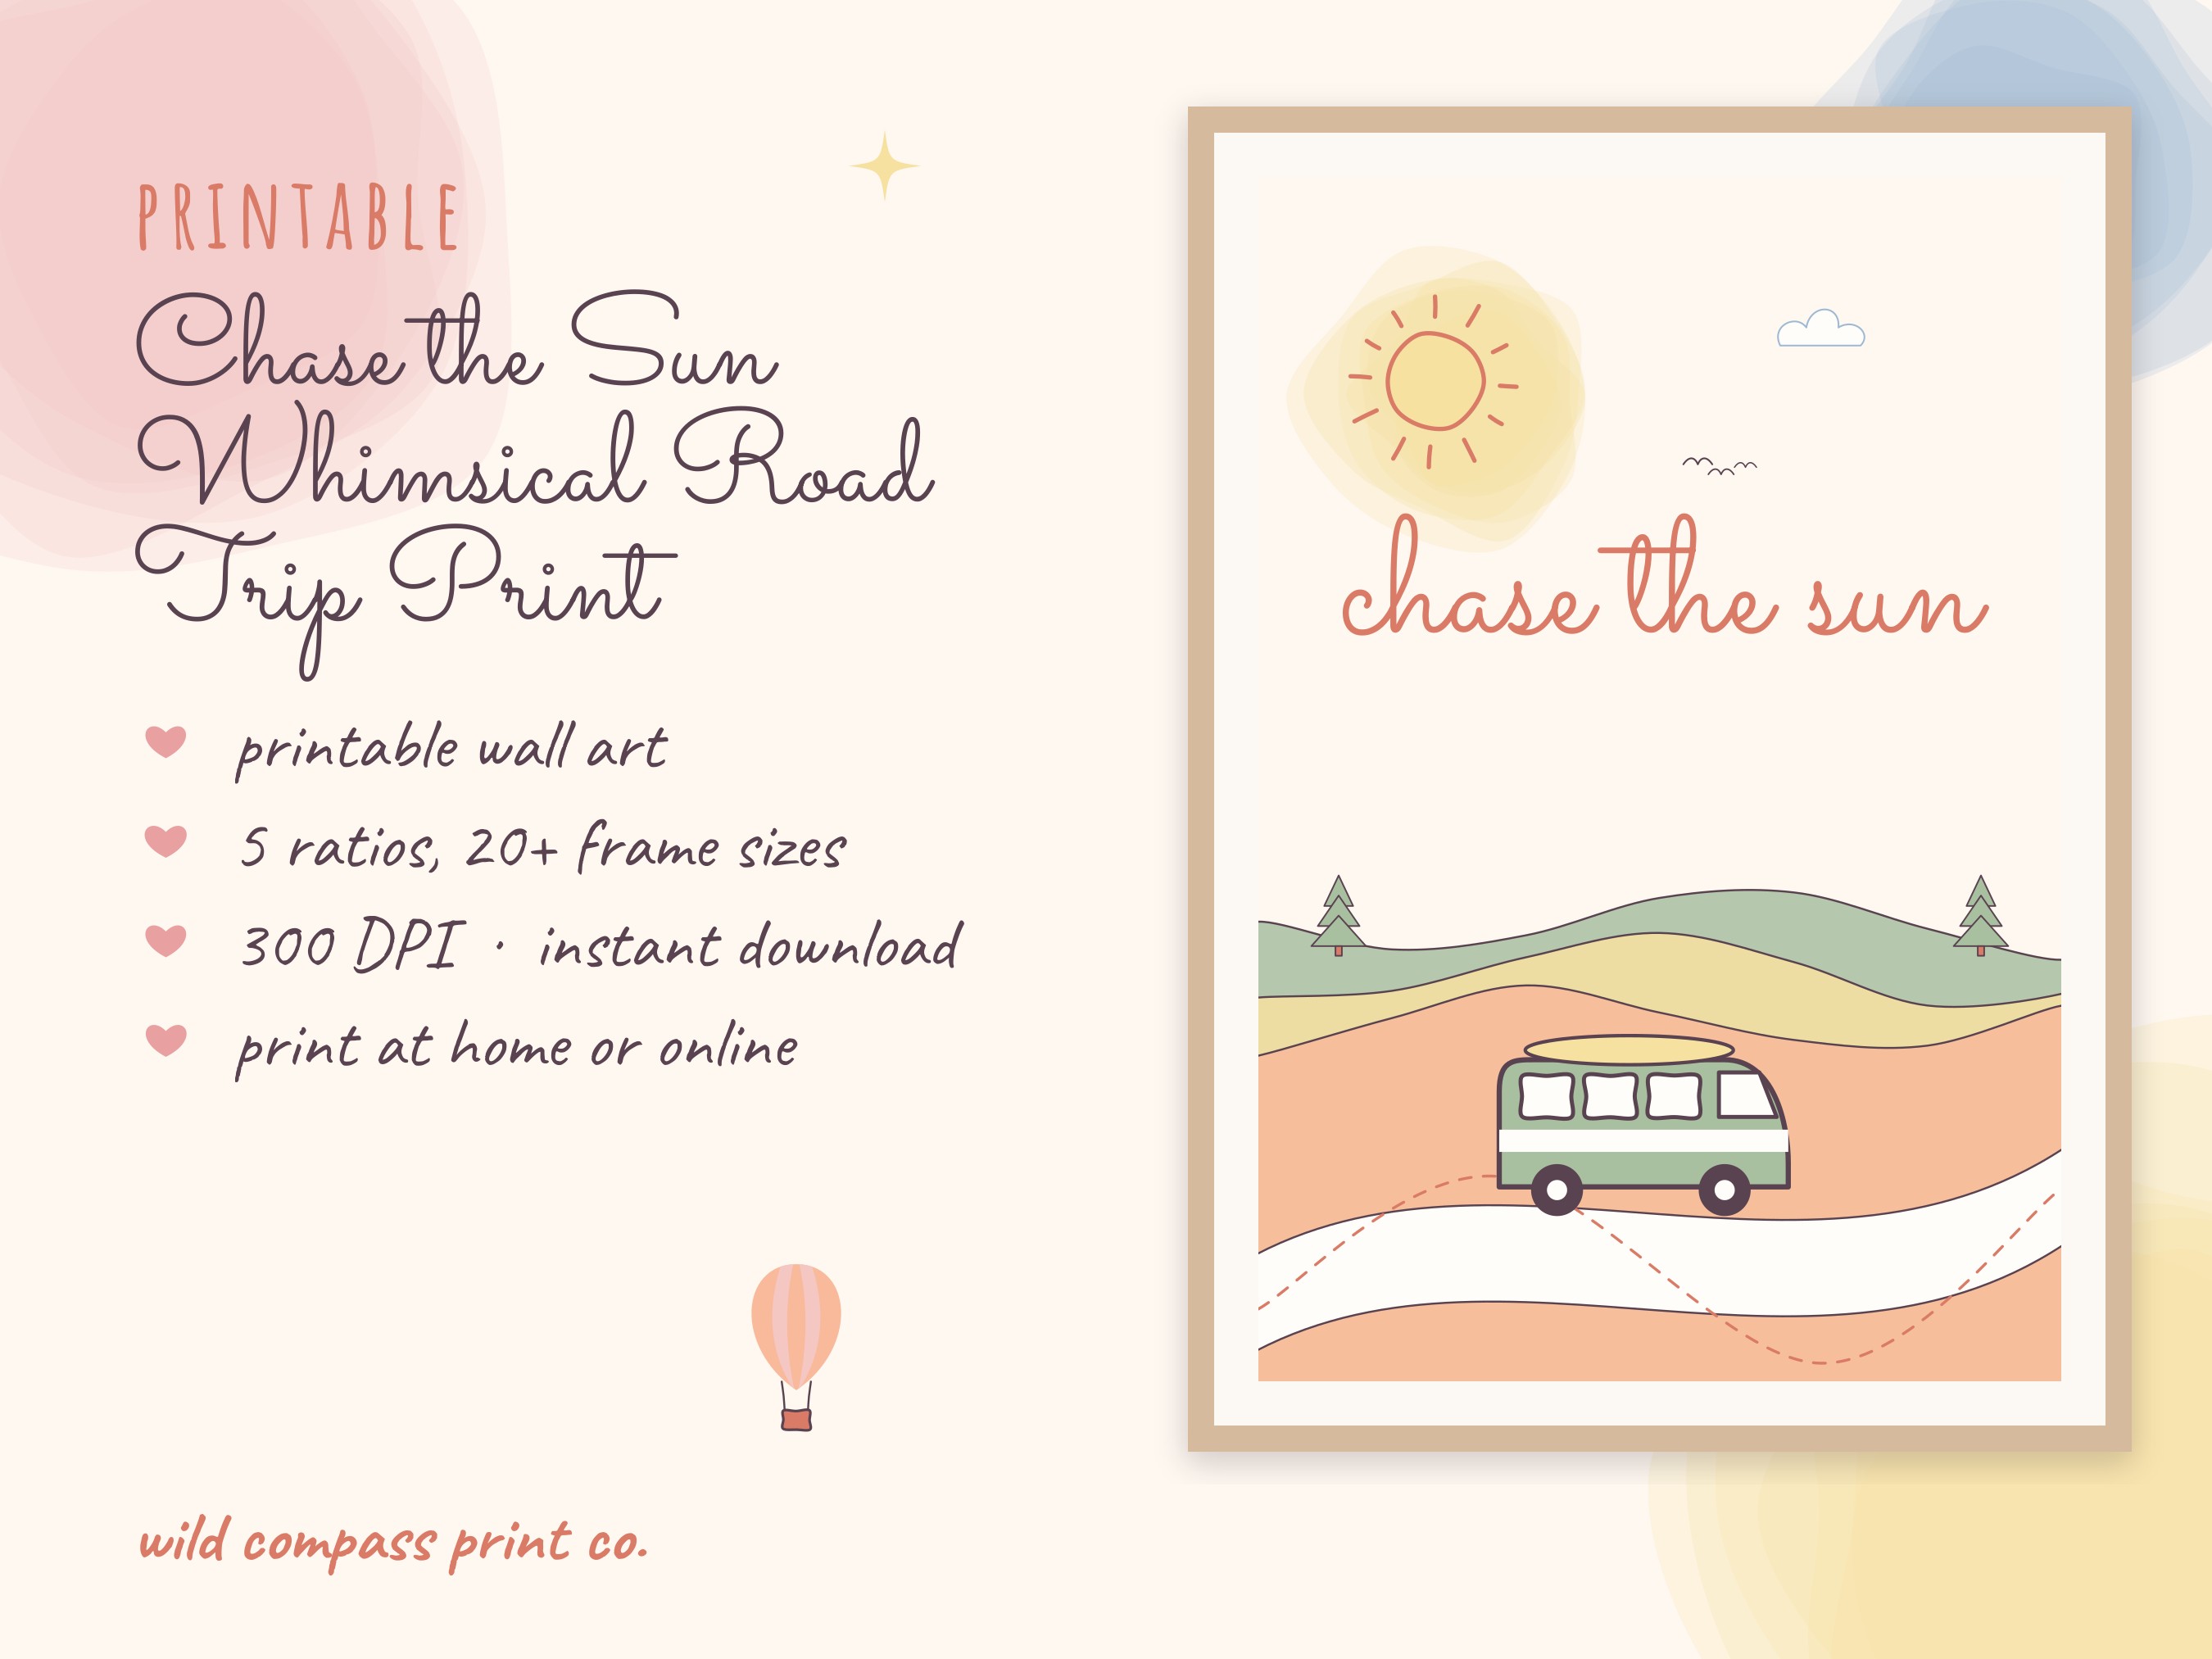 PRINTABLE
Chase the Sun
Whimsical Road
Trip Print
printable wall art
5 ratios, 20+ frame sizes
300 DPI · instant download
print at home or online
wild compass print co.
chase the sun